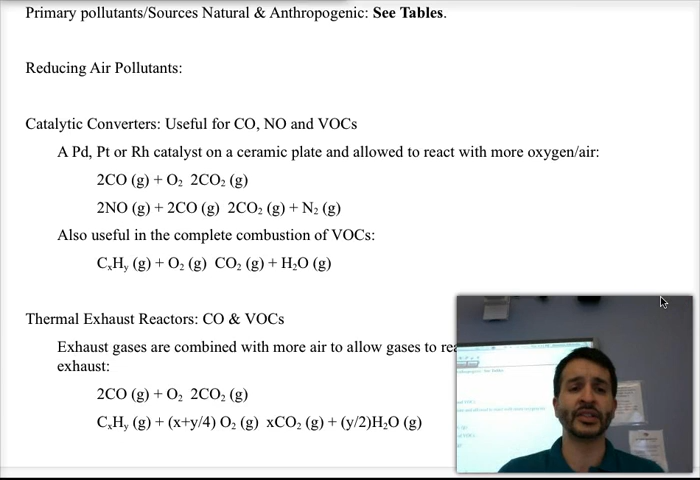 Primary pollutants/Sources Natural & Anthropogenic: See Tables.
Reducing Air Pollutants:
Catalytic Converters: Useful for CO, NO and VOCs
A Pd, Pt or Rh catalyst on a ceramic plate and allowed to react with more oxygen/air:
2CO (g) + O₂ 2CO₂ (g)
2NO (g) + 2CO (g) 2CO₂ (g) + N₂ (g)
Also useful in the complete combustion of VOCs:
CₓHᵧ (g) + O₂ (g) CO₂ (g) + H₂O (g)
Thermal Exhaust Reactors: CO & VOCs
Exhaust gases are combined with more air to allow gases to
exhaust:
2CO (g) + O₂ 2CO₂ (g)
CₓHᵧ (g) + (x+y/4) O₂ (g) xCO₂ (g) + (y/2)H₂O (g)